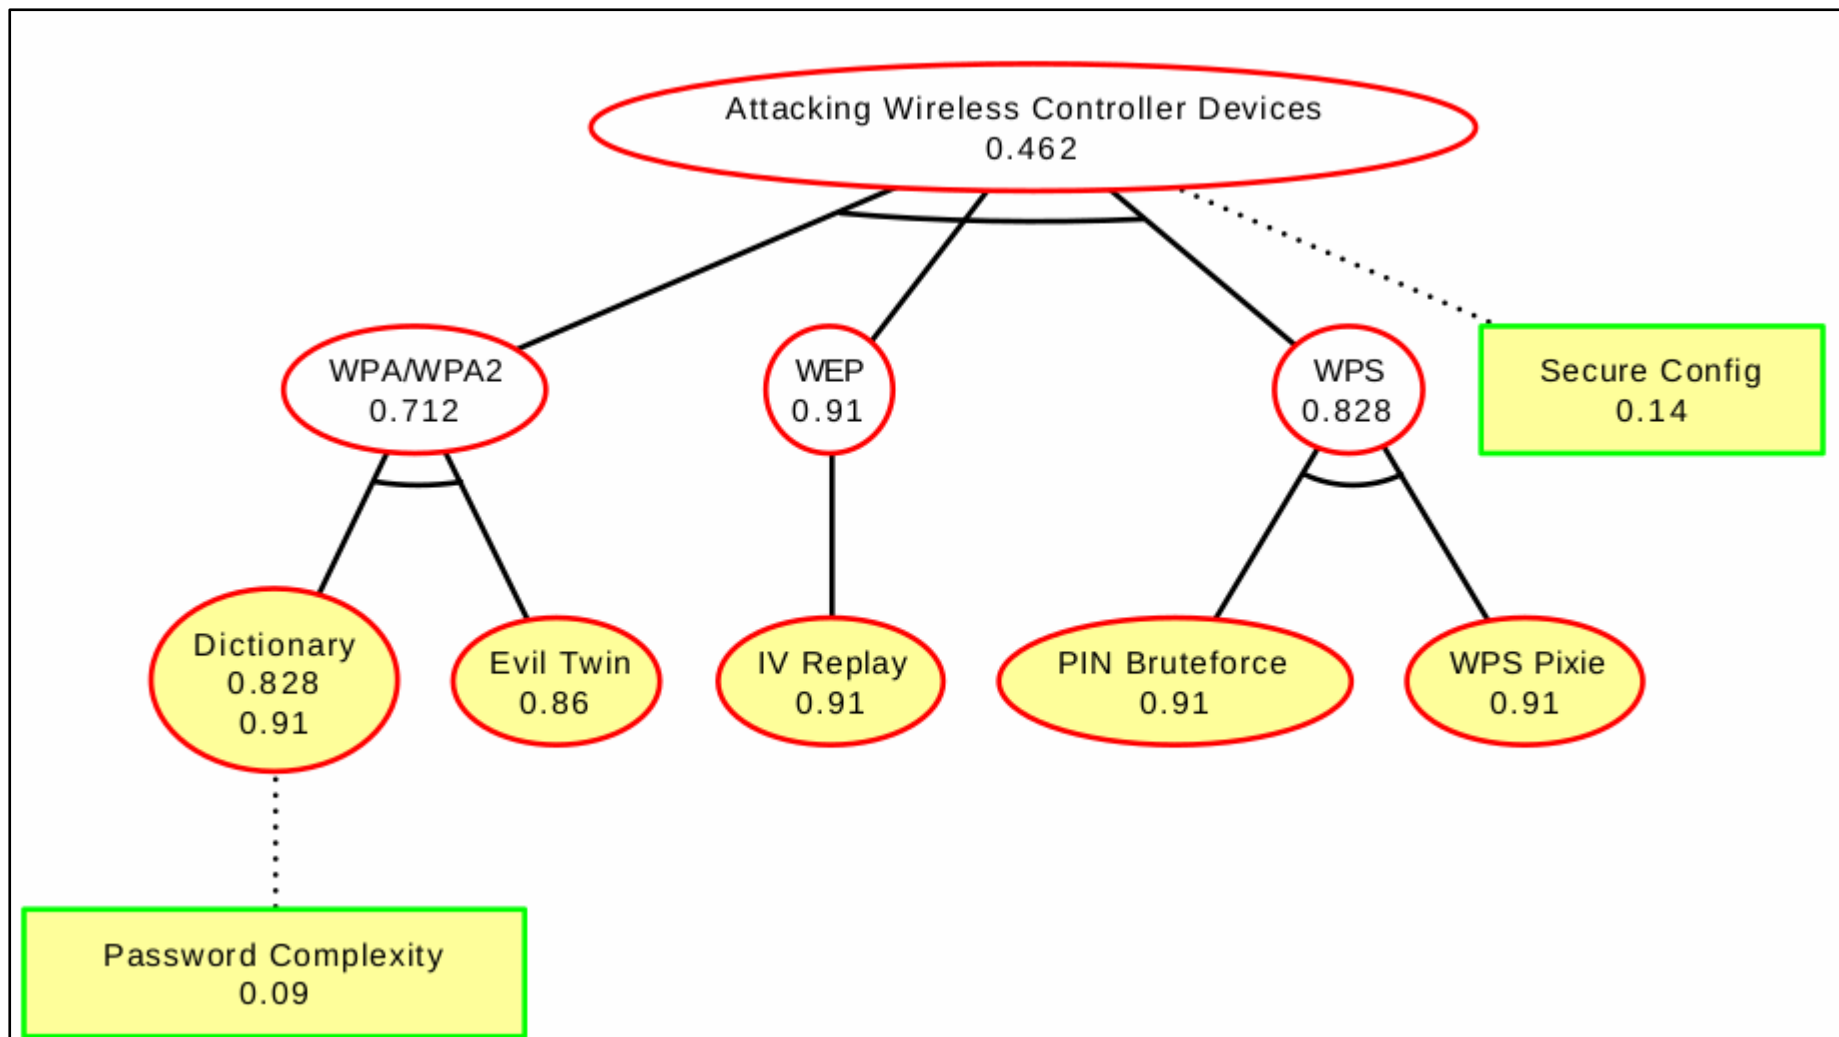 Attacking Wireless Controller Devices
0.462
WPA/WPA2
0.712
WEP
0.91
WPS
0.828
Secure Config
0.14
Dictionary
0.828
0.91
Evil Twin
0.86
IV Replay
0.91
PIN Bruteforce
0.91
WPS Pixie
0.91
Password Complexity
0.09